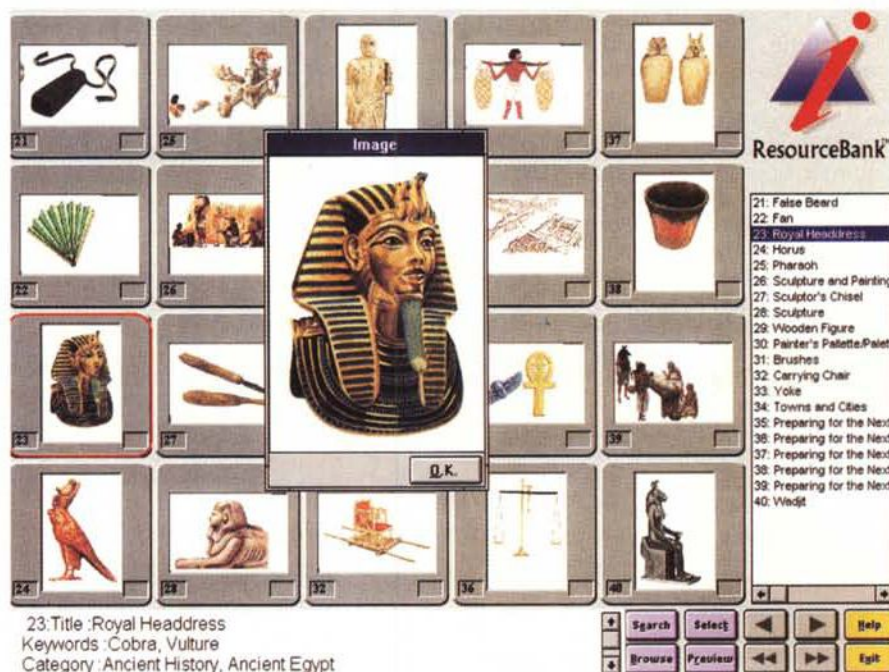 21
25
37
Image
ResourceBank™
22
26
38
21: False Beard
22: Fan
23: Royal Headdress
24: Horus
25: Pharaoh
26: Sculpture and Painting
27: Sculptor's Chisel
28: Sculpture
29: Wooden Figure
30: Painter's Pallette/Palet
31: Brushes
32: Carrying Chair
33: Yoke
34: Towns and Cities
35: Preparing for the Next
36: Preparing for the Next
37: Preparing for the Next
38: Preparing for the Next
39: Preparing for the Next
40: Wadjit
23
27
39
O.K.
24
28
32
36
40
23:Title :Royal Headdress
Keywords :Cobra, Vulture
Category :Ancient History, Ancient Egypt
Search Select Help
Browse Preview Exit